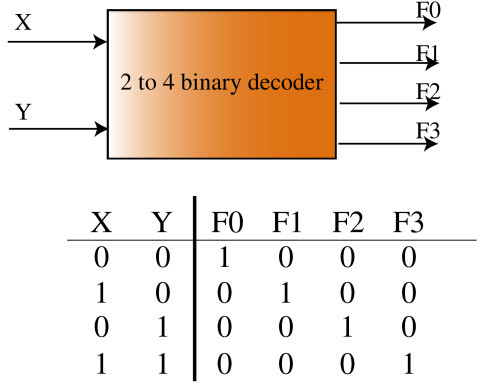 X
Y
2 to 4 binary decoder
F0
F1
F2
F3
X Y F0 F1 F2 F3
0 0 1 0 0 0
1 0 0 1 0 0
0 1 0 0 1 0
1 1 0 0 0 1